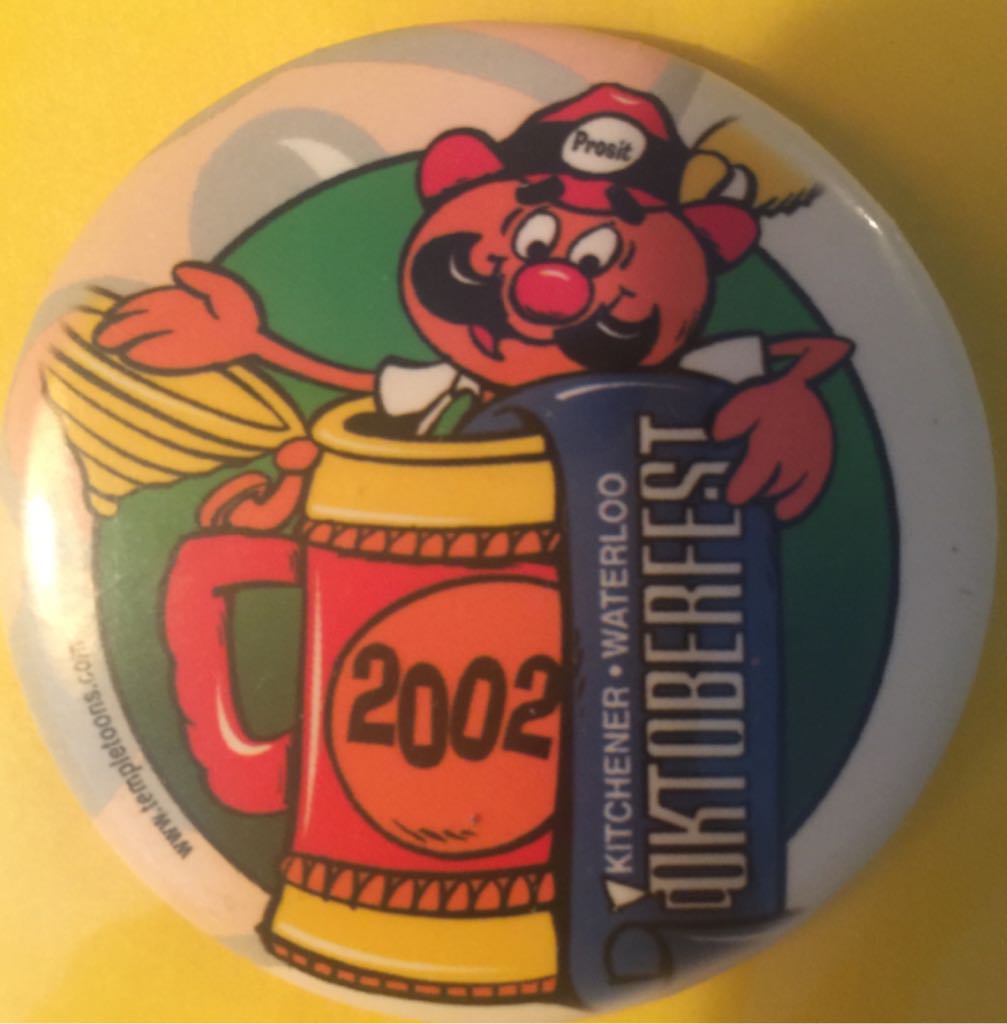 Prosit
2002
KITCHENER • WATERLOO
OKTOBERFEST
www.templetoons.com